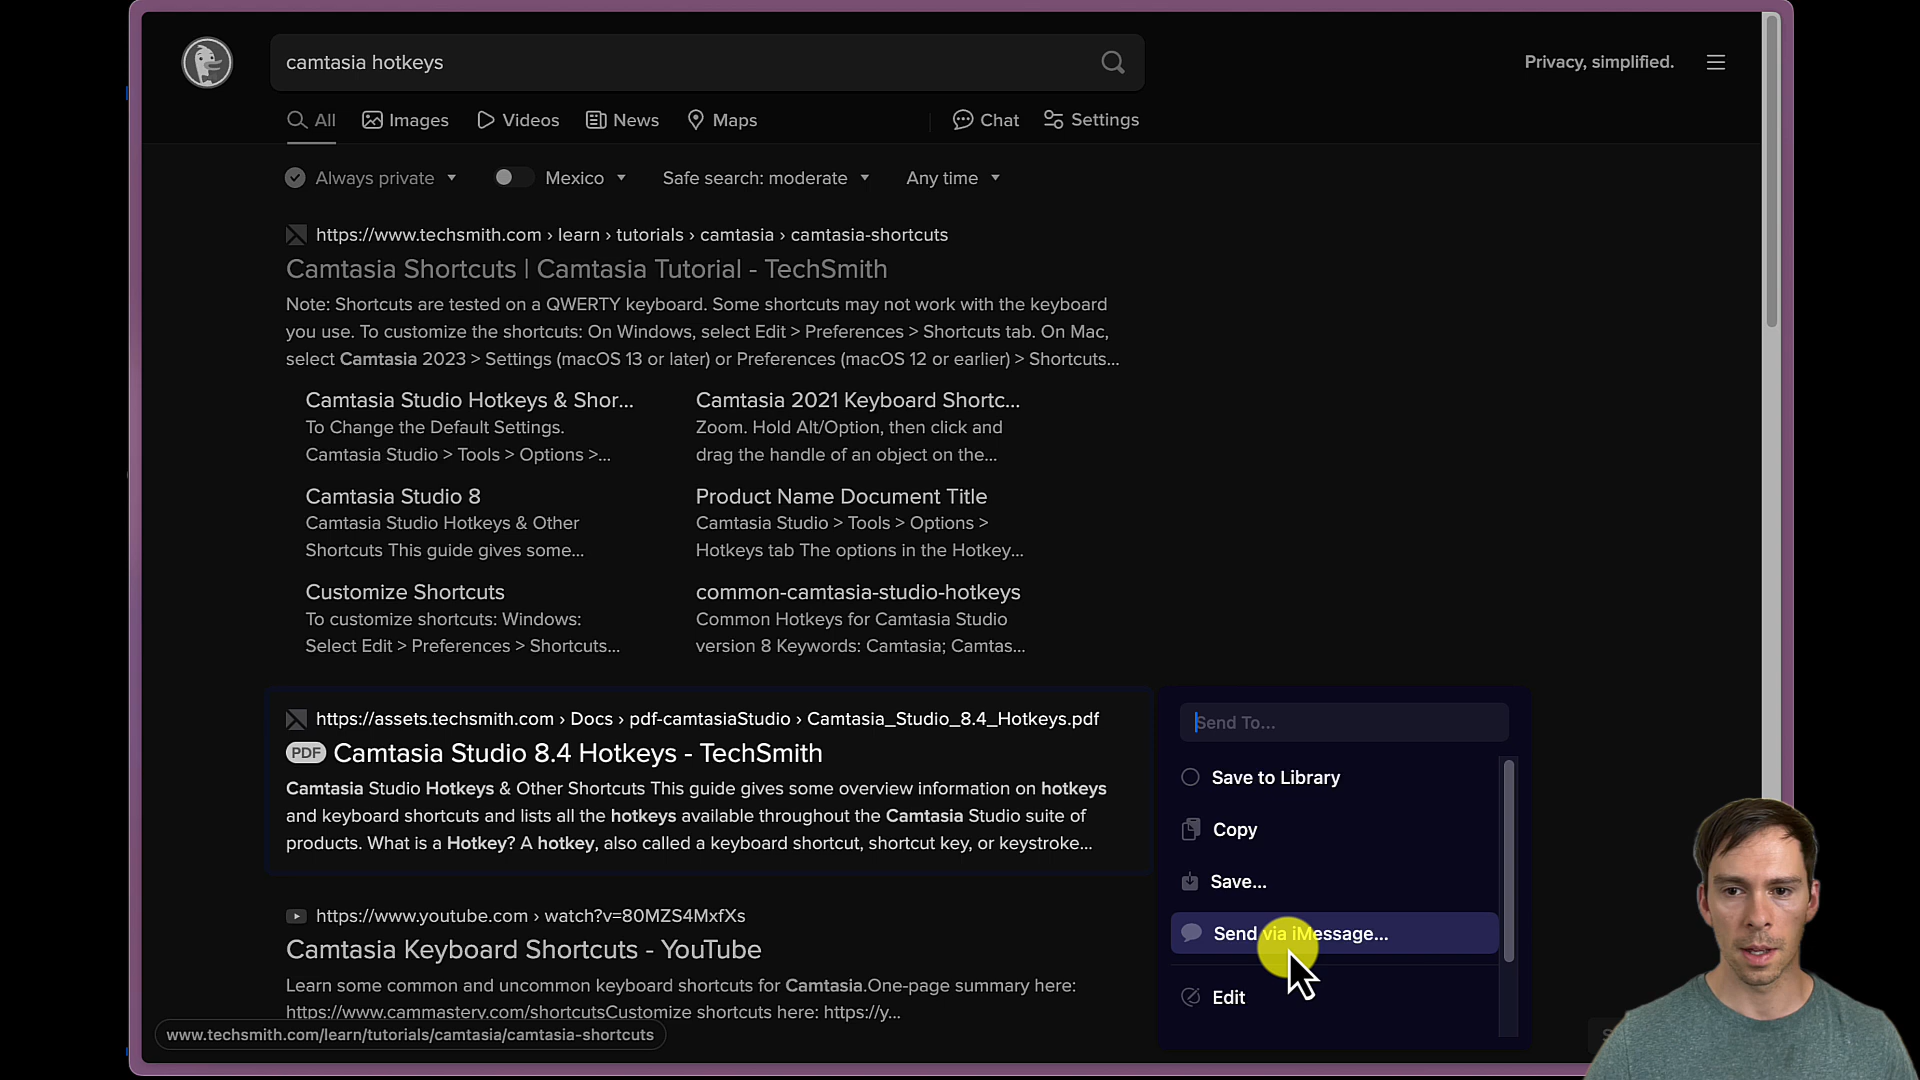 camtasia hotkeys
Privacy, simplified.
All Images Videos News Maps Chat Settings
Always private Mexico Safe search: moderate Any time
https://www.techsmith.com › learn › tutorials › camtasia › camtasia-shortcuts
Camtasia Shortcuts | Camtasia Tutorial - TechSmith
Note: Shortcuts are tested on a QWERTY keyboard. Some shortcuts may not work with the keyboard
you use. To customize the shortcuts: On Windows, select Edit > Preferences > Shortcuts tab. On Mac,
select Camtasia 2023 > Settings (macOS 13 or later) or Preferences (macOS 12 or earlier) > Shortcuts...
Camtasia Studio Hotkeys & Shor...
To Change the Default Settings.
Camtasia Studio > Tools > Options >...
Camtasia 2021 Keyboard Shortc...
Zoom. Hold Alt/Option, then click and
drag the handle of an object on the...
Camtasia Studio 8
Camtasia Studio Hotkeys & Other
Shortcuts This guide gives some...
Product Name Document Title
Camtasia Studio > Tools > Options >
Hotkeys tab The options in the Hotkey...
Customize Shortcuts
To customize shortcuts: Windows:
Select Edit > Preferences > Shortcuts...
common-camtasia-studio-hotkeys
Common Hotkeys for Camtasia Studio
version 8 Keywords: Camtasia; Camtas...
https://assets.techsmith.com › Docs › pdf-camtasiaStudio › Camtasia_Studio_8.4_Hotkeys.pdf
PDF Camtasia Studio 8.4 Hotkeys - TechSmith
Camtasia Studio Hotkeys & Other Shortcuts This guide gives some overview information on hotkeys
and keyboard shortcuts and lists all the hotkeys available throughout the Camtasia Studio suite of
products. What is a Hotkey? A hotkey, also called a keyboard shortcut, shortcut key, or keystroke...
Send To...
Save to Library
Copy
Save...
Send via iMessage...
Edit
https://www.youtube.com › watch?v=80MZS4MxfXs
Camtasia Keyboard Shortcuts - YouTube
Learn some common and uncommon keyboard shortcuts for Camtasia.One-page summary here:
https://www.cammastery.com/shortcutsCustomize shortcuts here: https://y...
www.techsmith.com/learn/tutorials/camtasia/camtasia-shortcuts